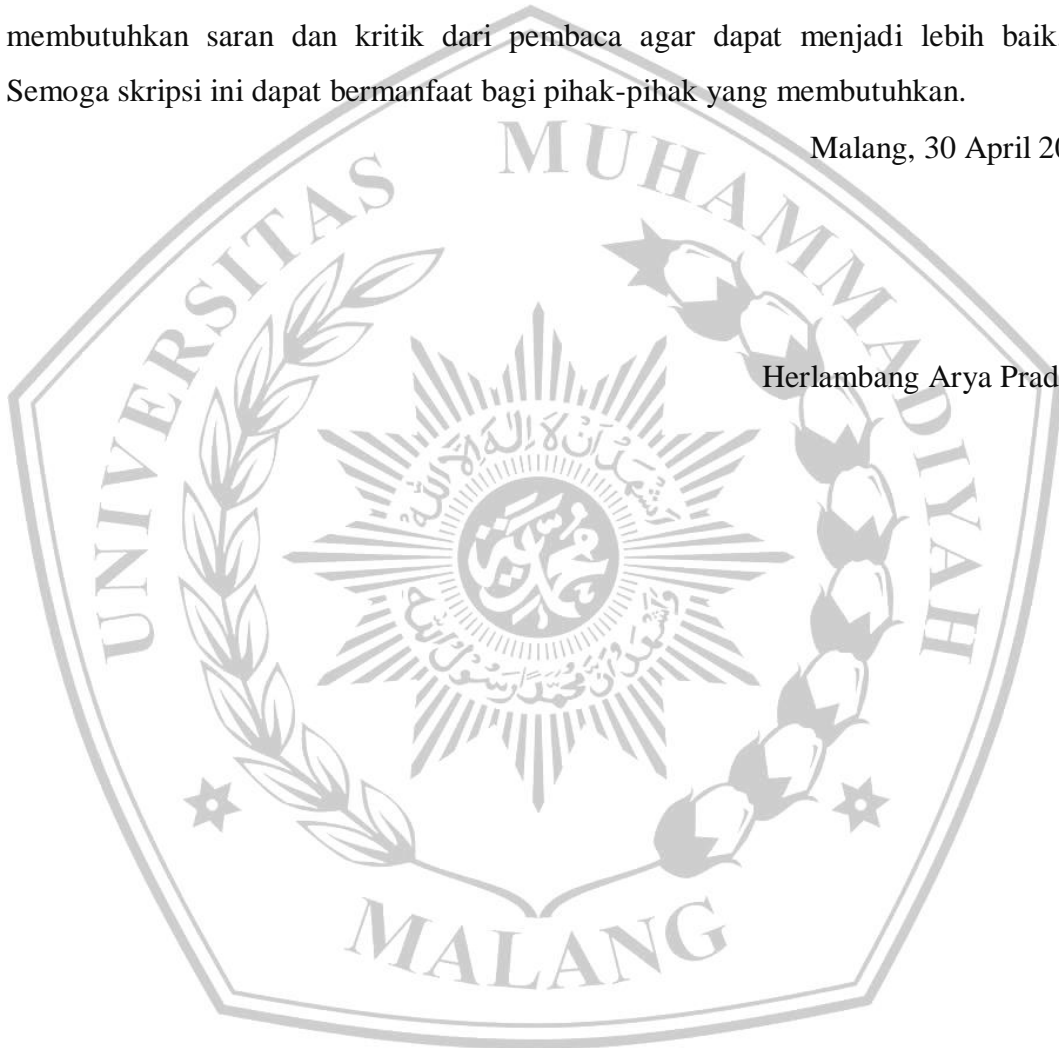 membutuhkan saran dan kritik dari pembaca agar dapat menjadi lebih baik
Semoga skripsi ini dapat bermanfaat bagi pihak-pihak yang membutuhkan.
Malang, 30 April 20
Herlambang Arya Prad
UNIVERSITAS MUHAMMADIYAH
MALANG